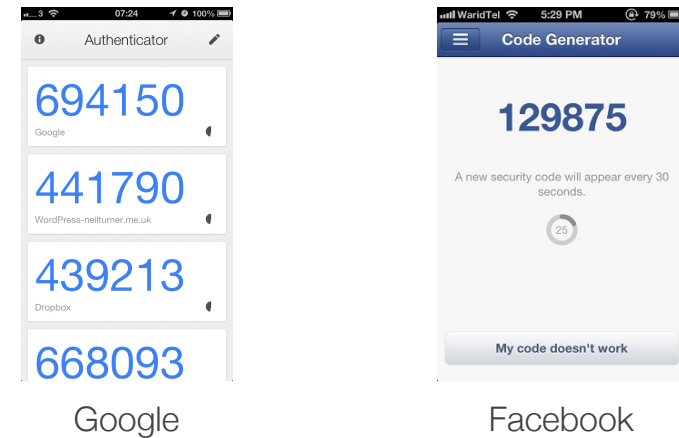 ...3 07:24 100%
Authenticator
694150
Google
441790
WordPress-neilturner.me.uk
439213
Dropbox
668093
Google
WaridTel 5:29 PM 79%
Code Generator
129875
A new security code will appear every 30
seconds.
25
My code doesn't work
Facebook